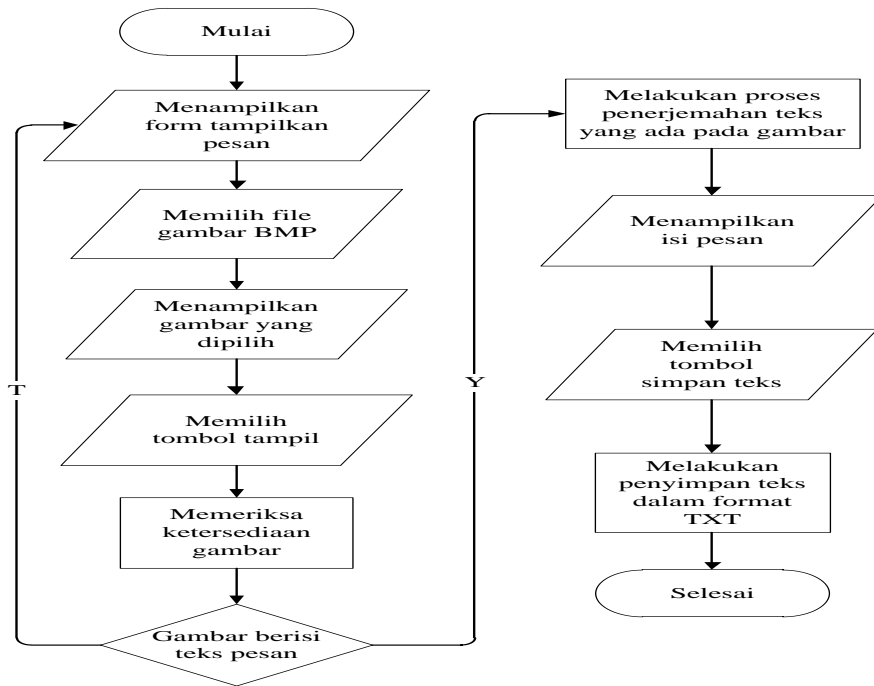 Mulai
Menampilkan
form tampilkan
pesan
Memilih file
gambar BMP
Menampilkan
gambar yang
dipilih
Memilih
tombol tampil
Memeriksa
ketersediaan
gambar
Gambar berisi
teks pesan
T
Y
Melakukan proses
penerjemahan teks
yang ada pada gambar
Menampilkan
isi pesan
Memilih
tombol
simpan teks
Melakukan
penyimpan teks
dalam format
TXT
Selesai